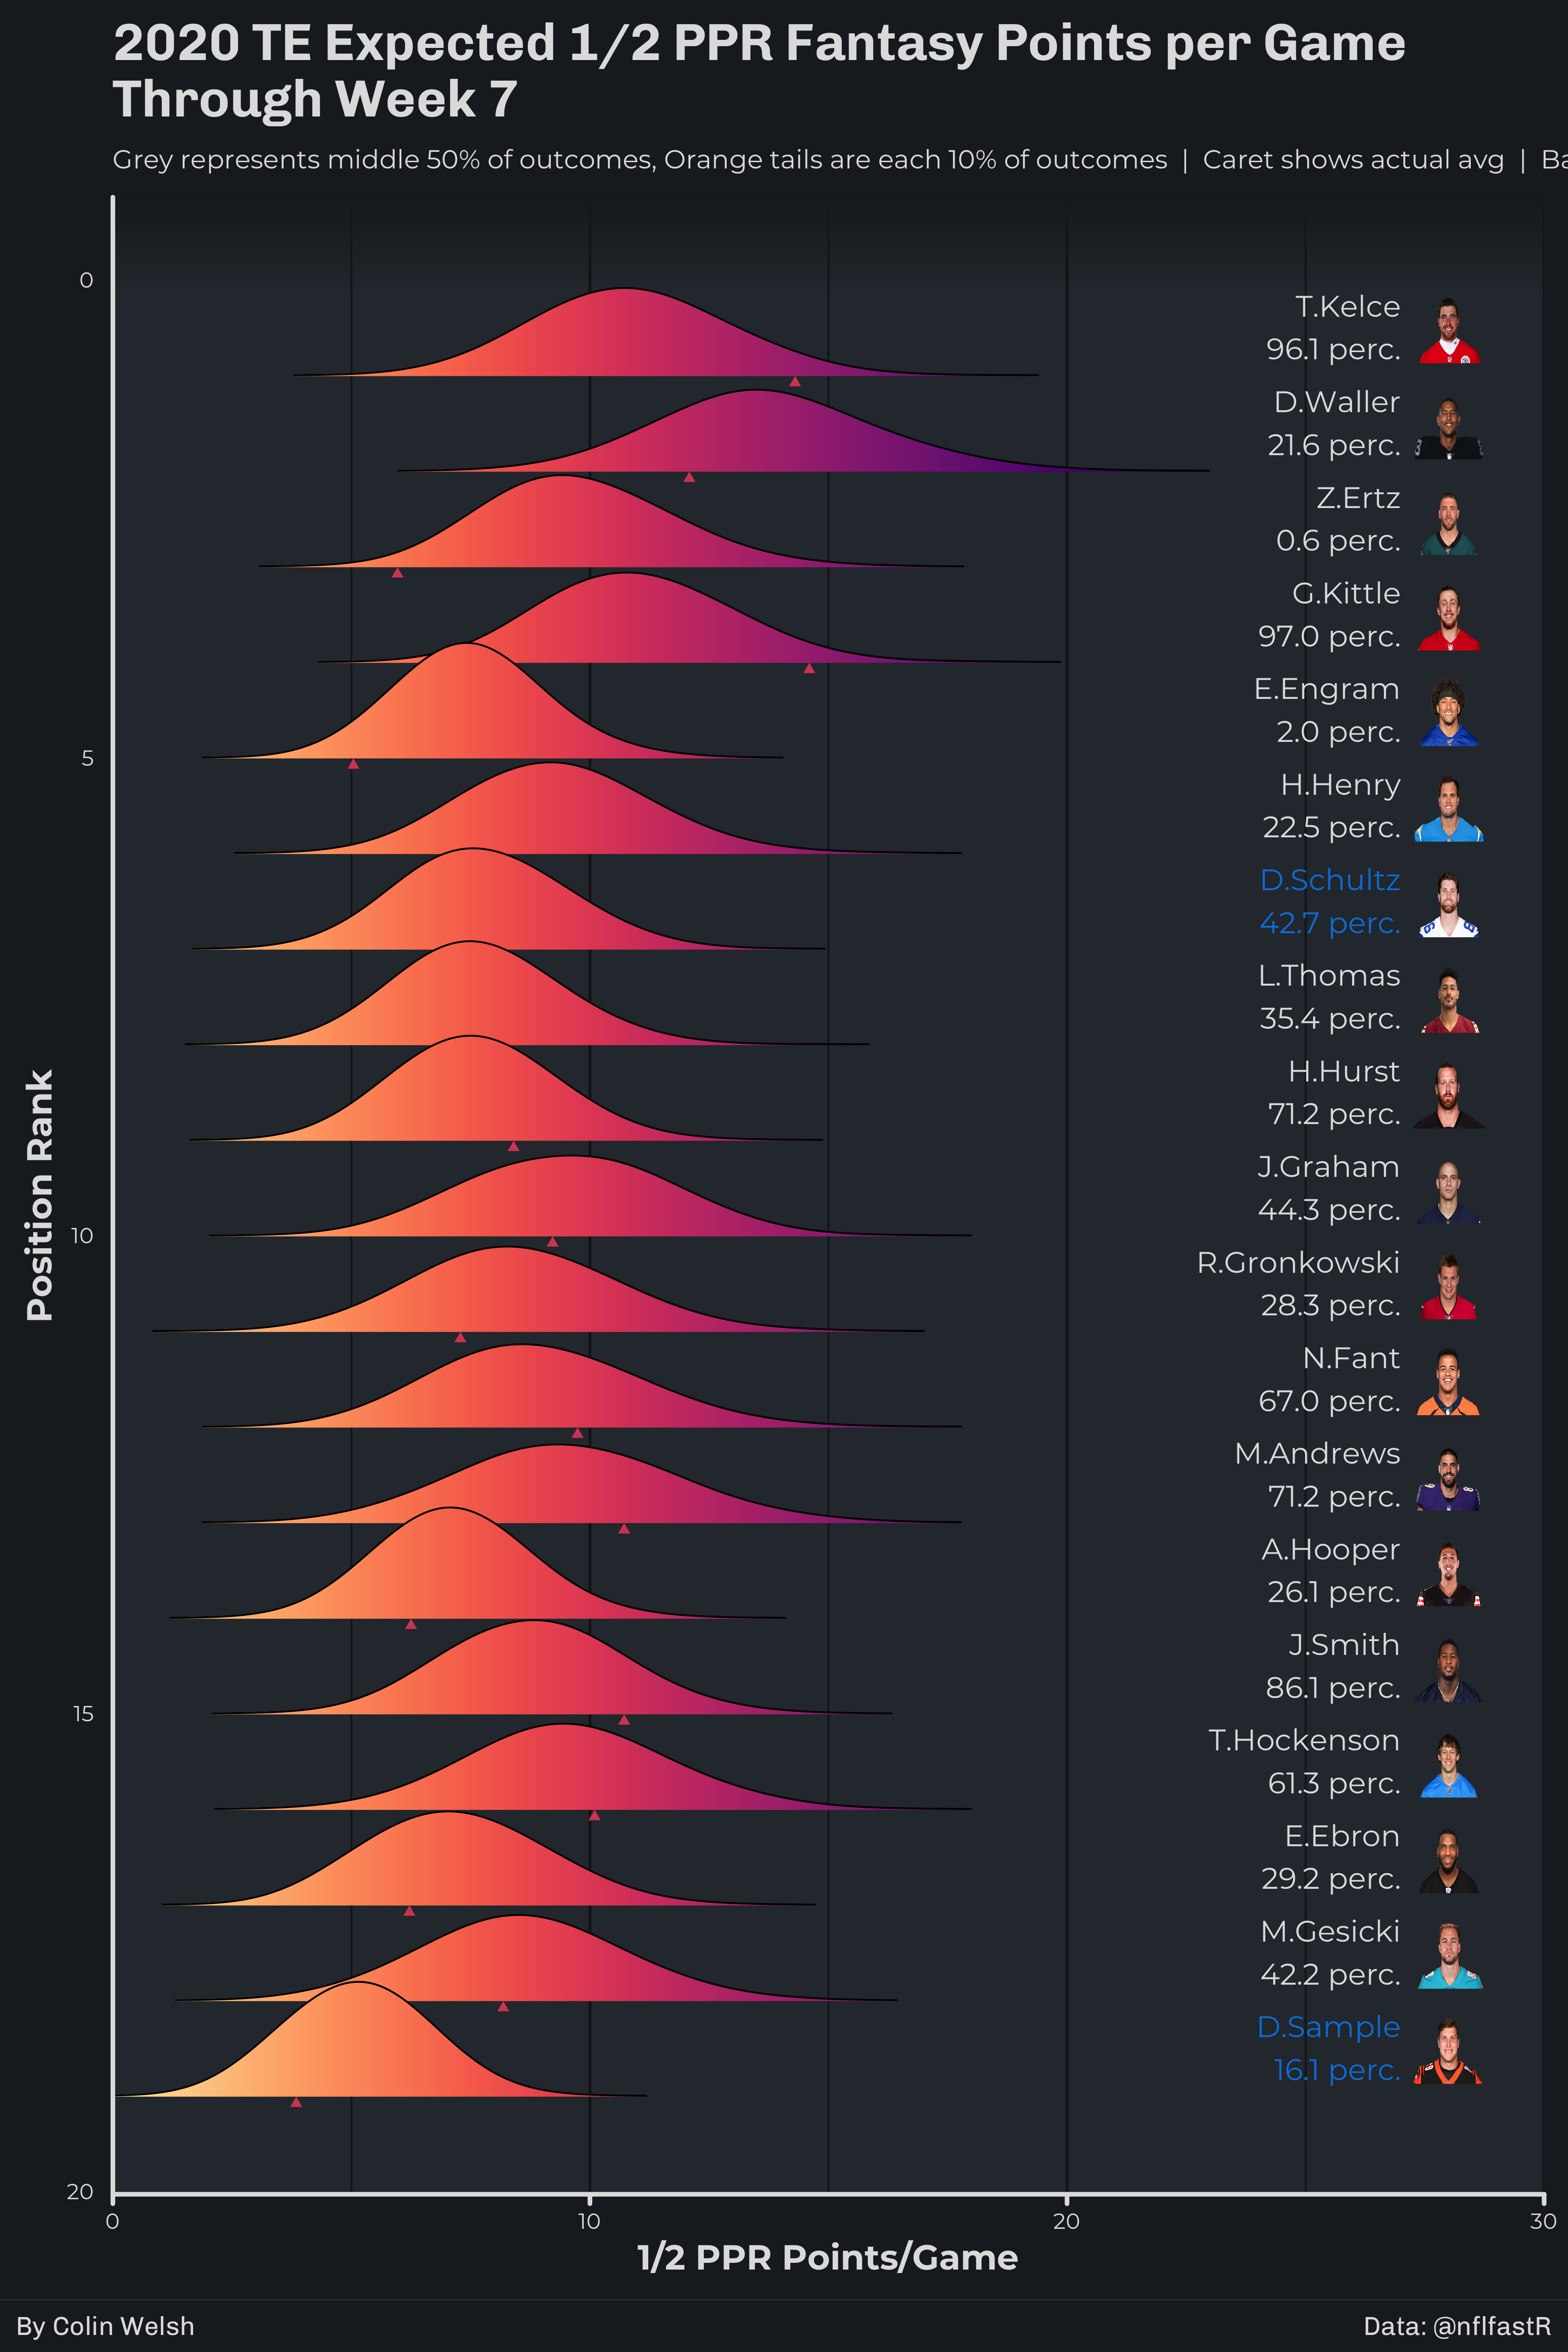 2020 TE Expected 1/2 PPR Fantasy Points per Game
Through Week 7
Grey represents middle 50% of outcomes, Orange tails are each 10% of outcomes | Caret shows actual avg | Ba
0
T.Kelce
96.1 perc.
D.Waller
21.6 perc.
Z.Ertz
0.6 perc.
G.Kittle
97.0 perc.
E.Engram
2.0 perc.
5
H.Henry
22.5 perc.
D.Schultz
42.7 perc.
L.Thomas
35.4 perc.
H.Hurst
71.2 perc.
J.Graham
44.3 perc.
10
R.Gronkowski
28.3 perc.
N.Fant
67.0 perc.
M.Andrews
71.2 perc.
A.Hooper
26.1 perc.
J.Smith
86.1 perc.
15
T.Hockenson
61.3 perc.
E.Ebron
29.2 perc.
M.Gesicki
42.2 perc.
D.Sample
16.1 perc.
20
Position Rank
0 10 20 30
1/2 PPR Points/Game
By Colin Welsh
Data: @nflfastR